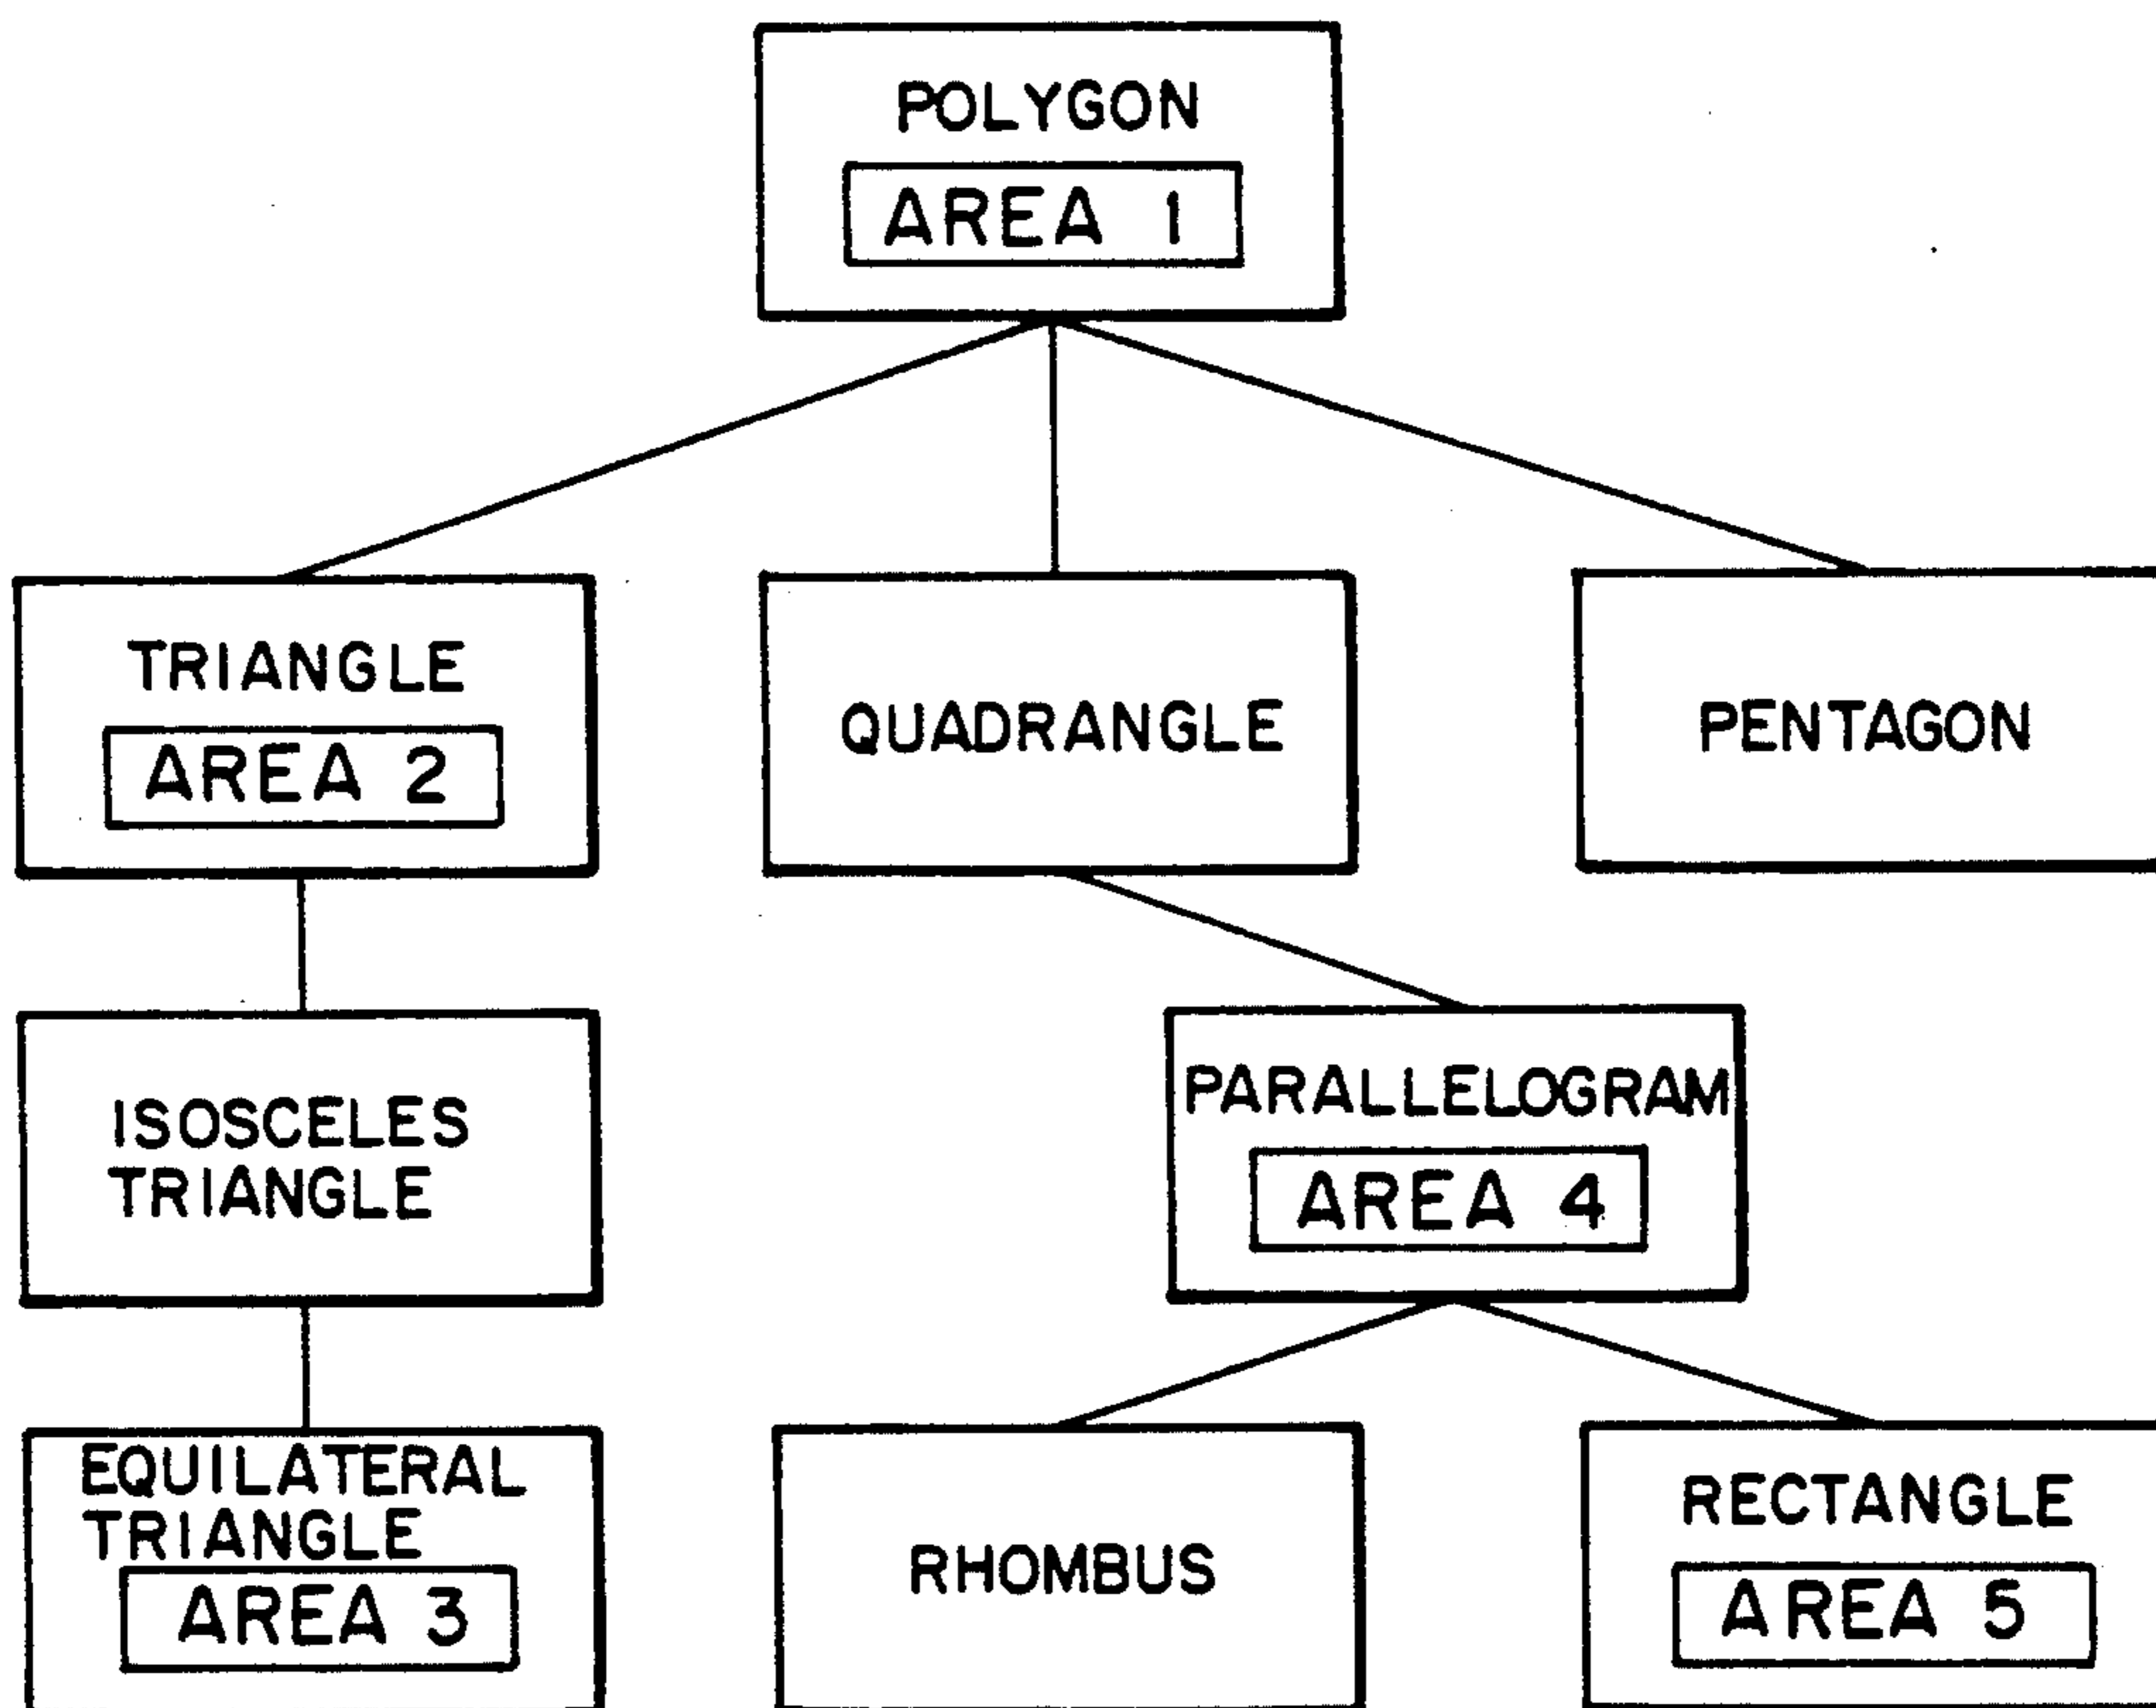 POLYGON
AREA 1
TRIANGLE
AREA 2
QUADRANGLE
PENTAGON
ISOSCELES
TRIANGLE
PARALLELOGRAM
AREA 4
EQUILATERAL
TRIANGLE
AREA 3
RHOMBUS
RECTANGLE
AREA 5